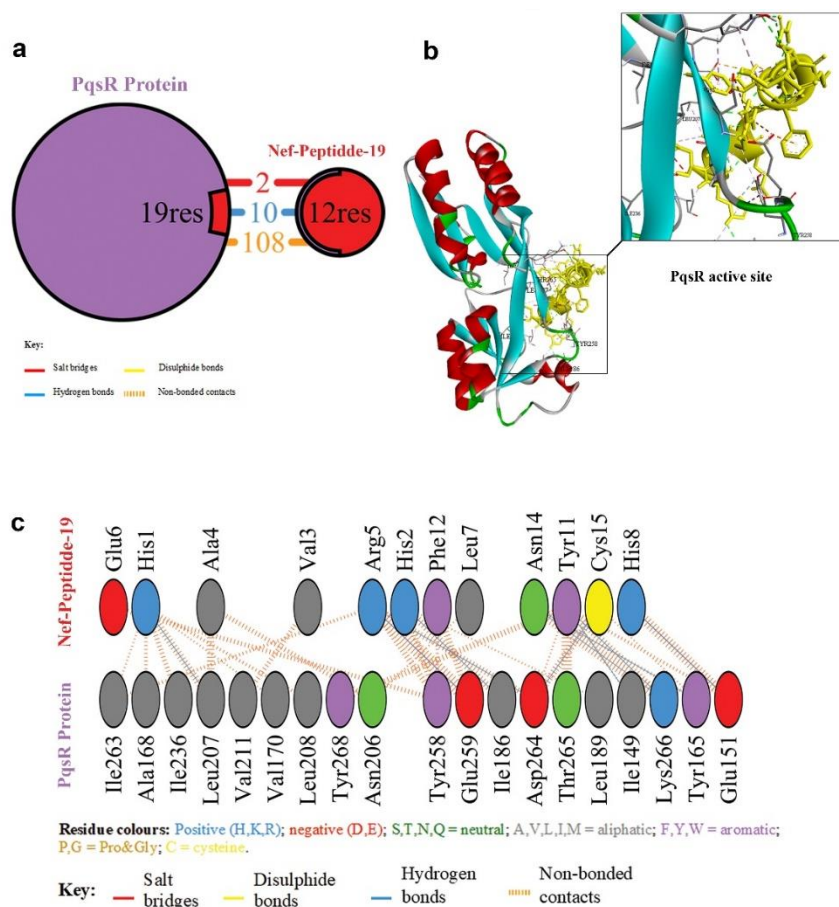 a
PqsR Protein
Nef-Peptidde-19
19res
2
10
108
12res
Key:
Salt bridges
Disulphide bonds
Hydrogen bonds
Non-bonded contacts
b
TYR258
PqsR active site
c
Nef-Peptidde-19
Glu6
His1
Ala4
Val3
Arg5
His2
Phe12
Leu7
Asn14
Tyr11
Cys15
His8
PqsR Protein
Ile263
Ala168
Ile236
Leu207
Val211
Val170
Leu208
Tyr268
Asn206
Tyr258
Glu259
Ile186
Asp264
Thr265
Leu189
Ile149
Lys266
Tyr165
Glu151
Residue colours: Positive (H,K,R); negative (D,E); S,T,N,Q = neutral; A,V,L,I,M = aliphatic; F,Y,W = aromatic;
P,G = Pro&Gly; C = cysteine.
Key:
Salt
bridges
Disulphide
bonds
Hydrogen
bonds
Non-bonded
contacts